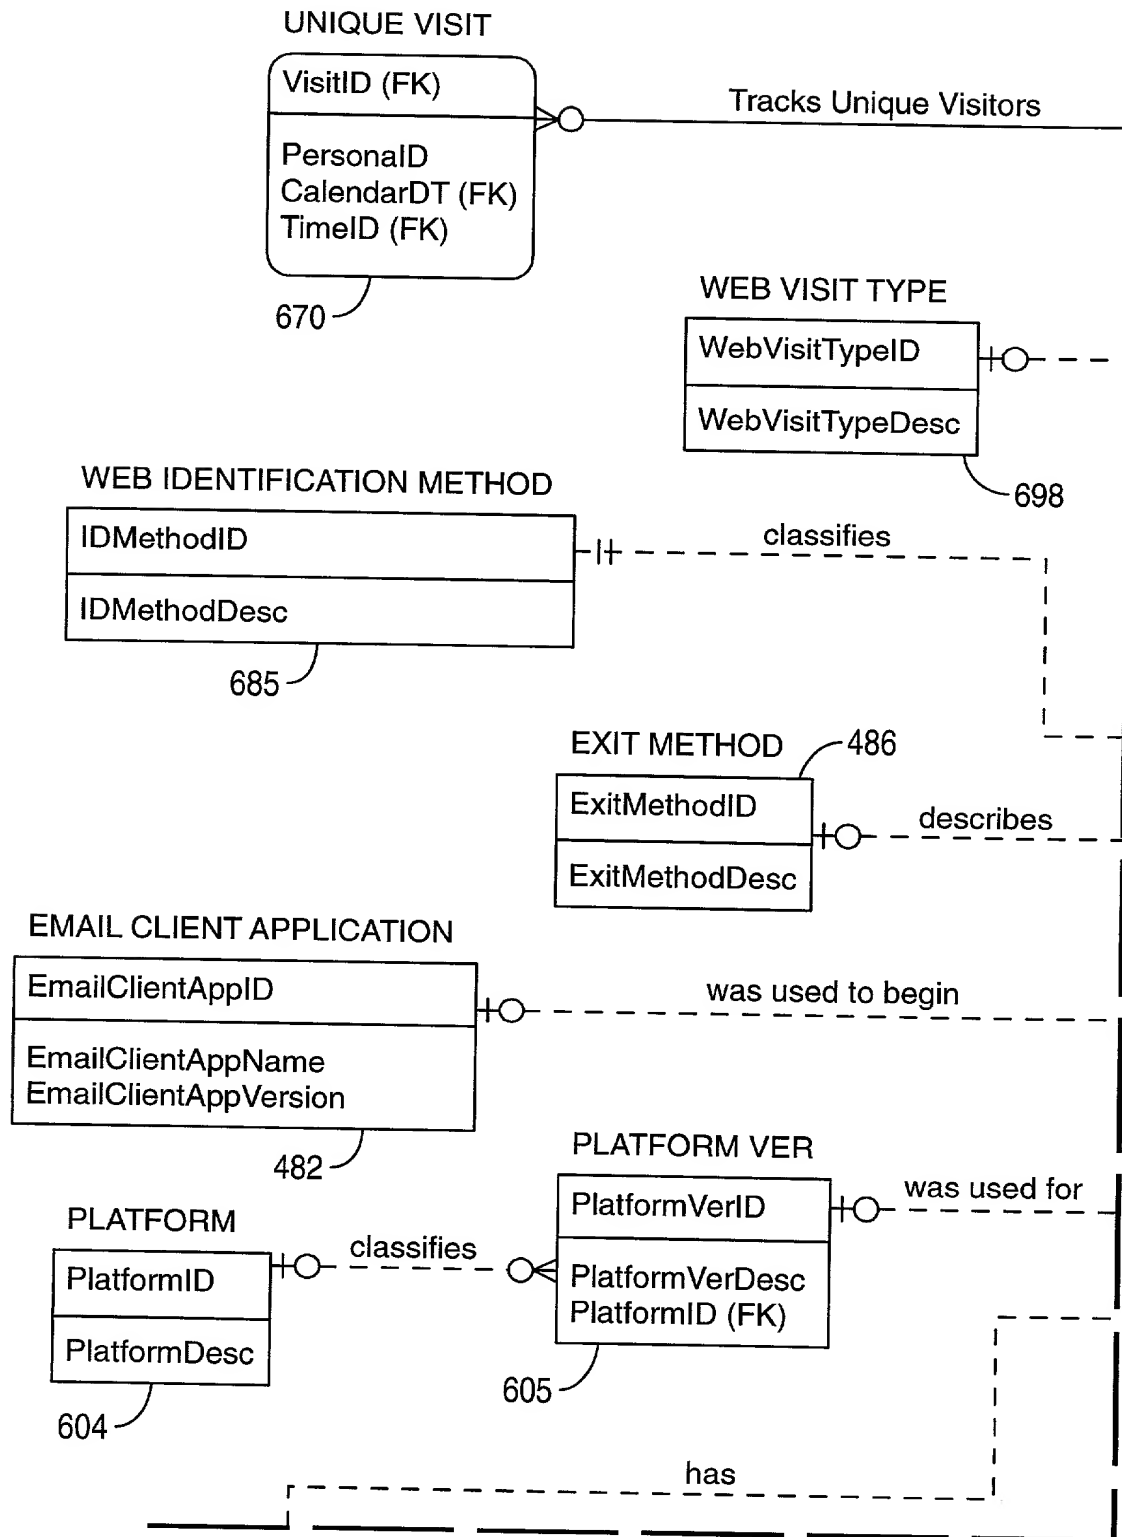 UNIQUE VISIT
VisitID (FK)
Tracks Unique Visitors
PersonaID
CalendarDT (FK)
TimeID (FK)
670
WEB VISIT TYPE
WebVisitTypeID
WebVisitTypeDesc
698
WEB IDENTIFICATION METHOD
IDMethodID
classifies
IDMethodDesc
685
EXIT METHOD
486
ExitMethodID
describes
ExitMethodDesc
EMAIL CLIENT APPLICATION
EmailClientAppID
was used to begin
EmailClientAppName
EmailClientAppVersion
482
PLATFORM VER
PlatformVerID
was used for
PlatformVerDesc
PlatformID (FK)
605
PLATFORM
classifies
PlatformID
PlatformDesc
604
has